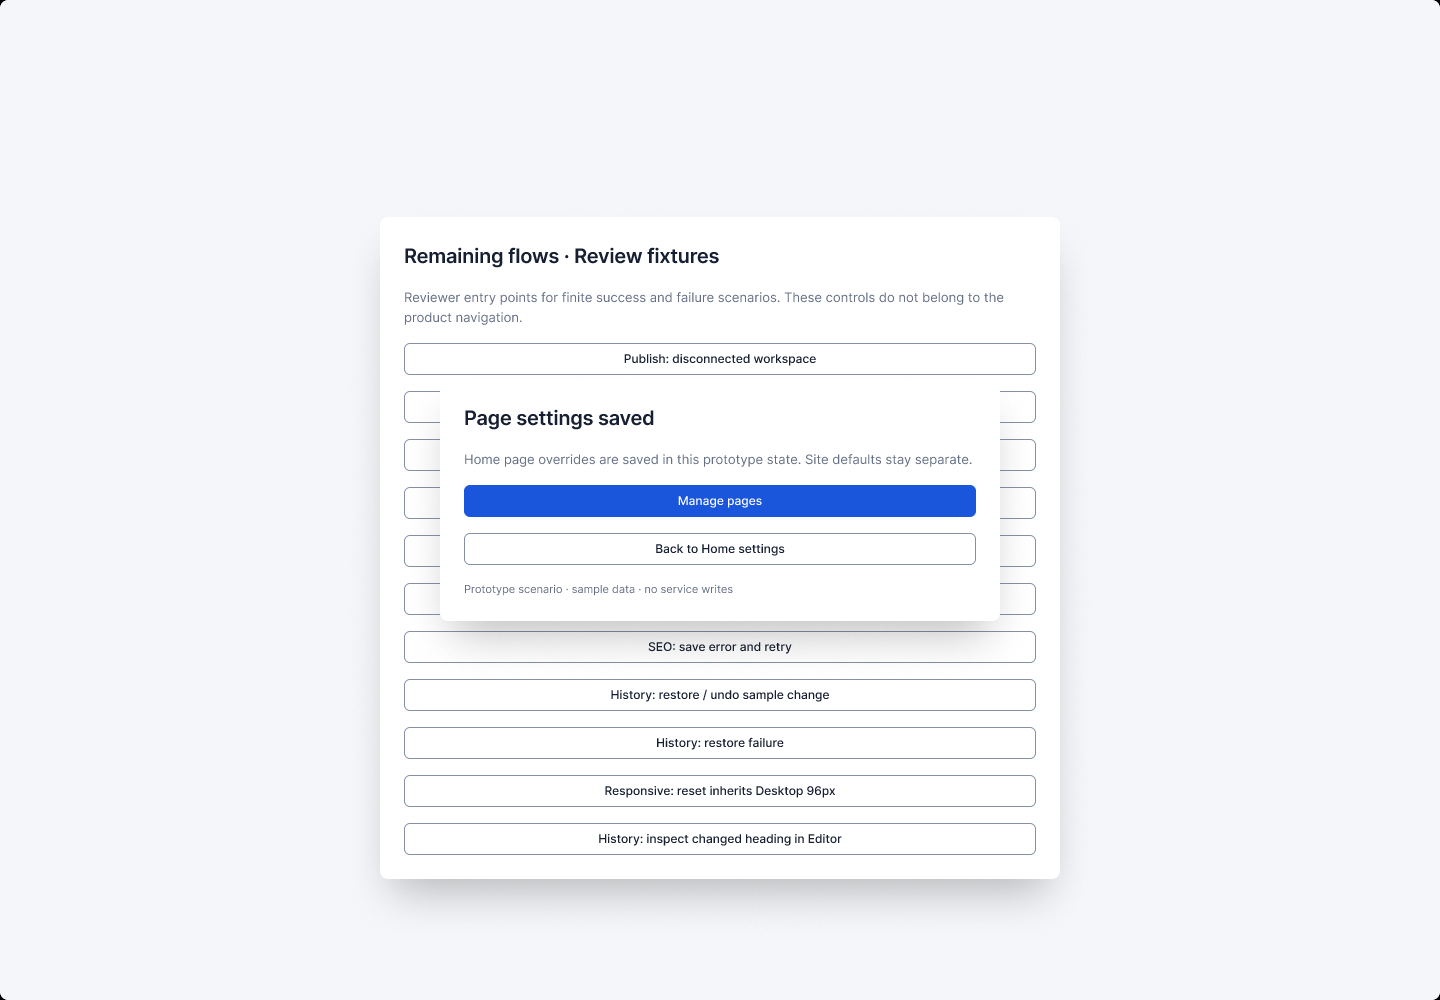 Remaining flows · Review fixtures
Reviewer entry points for finite success and failure scenarios. These controls do not belong to the
product navigation.
Publish: disconnected workspace
Page settings saved
Home page overrides are saved in this prototype state. Site defaults stay separate.
Manage pages
Back to Home settings
Prototype scenario · sample data · no service writes
SEO: save error and retry
History: restore / undo sample change
History: restore failure
Responsive: reset inherits Desktop 96px
History: inspect changed heading in Editor